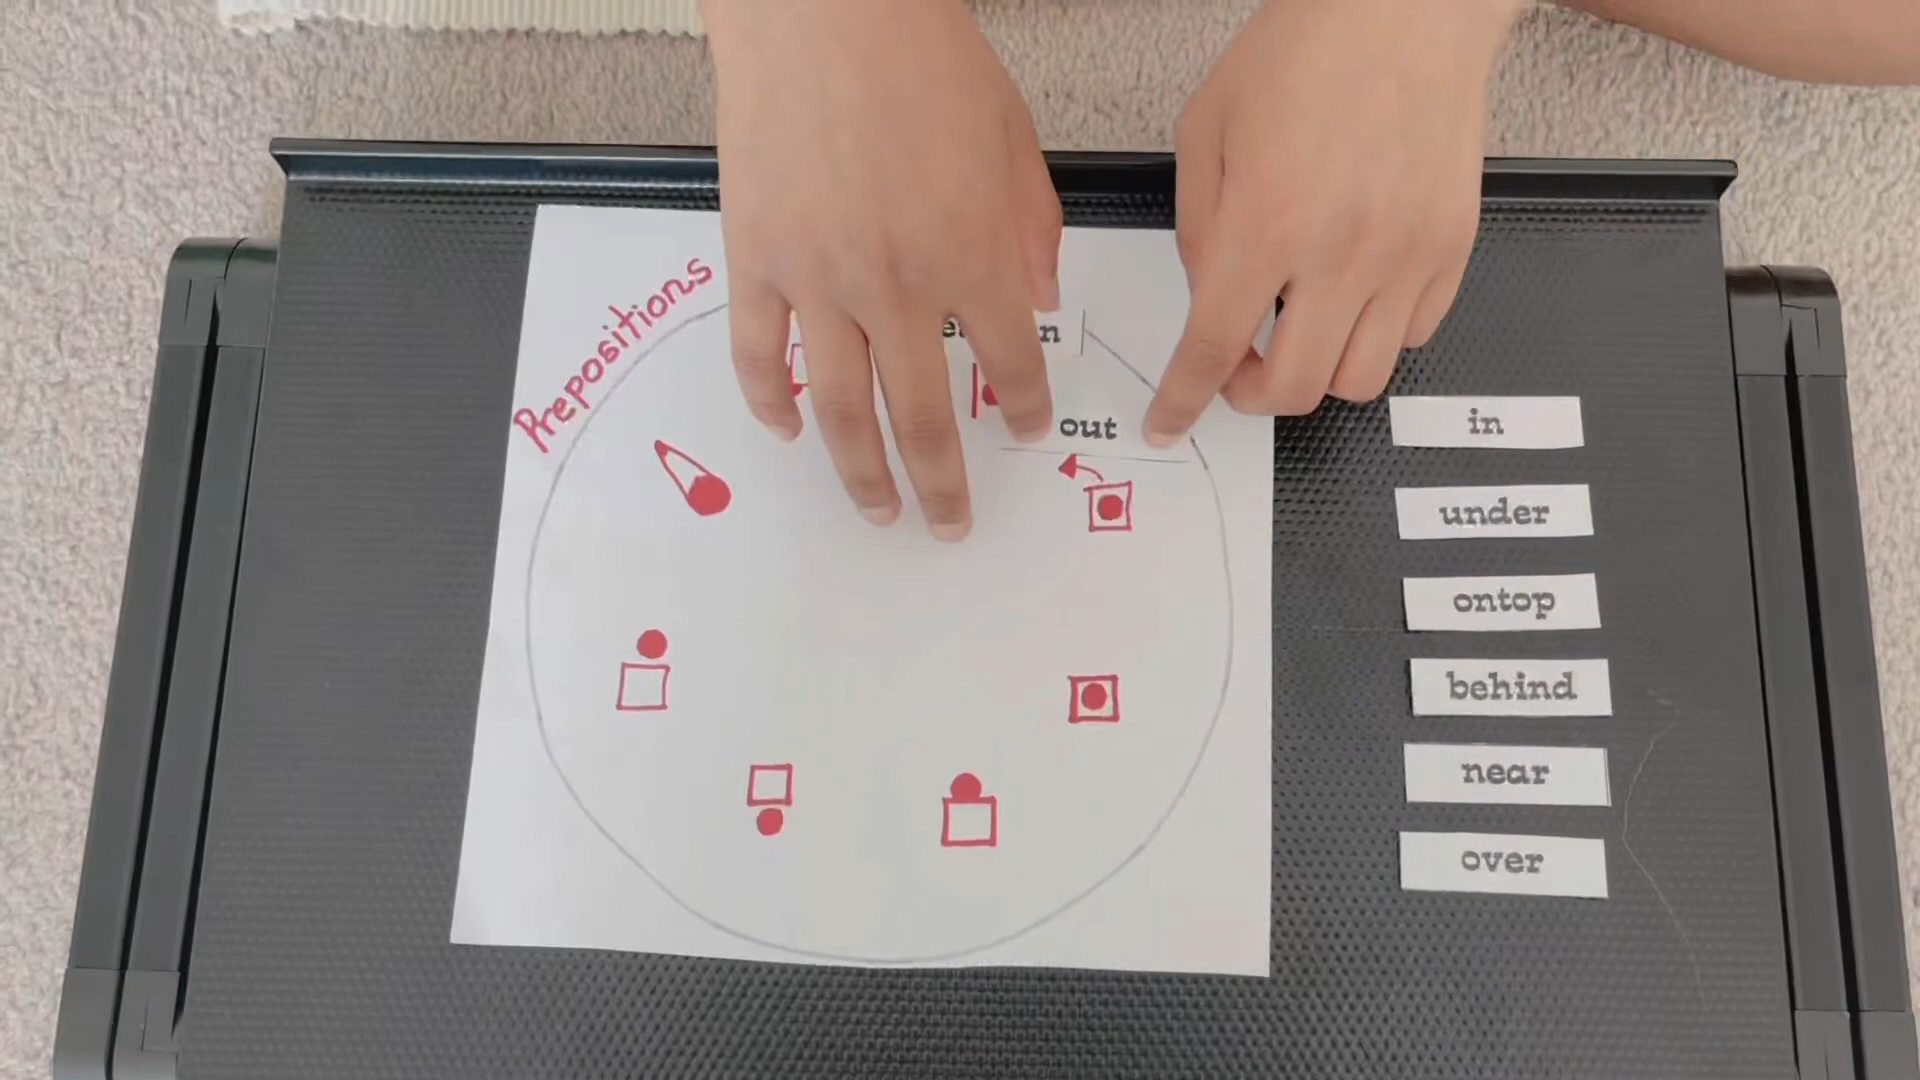 Prepositions
out
in
under
ontop
behind
near
over